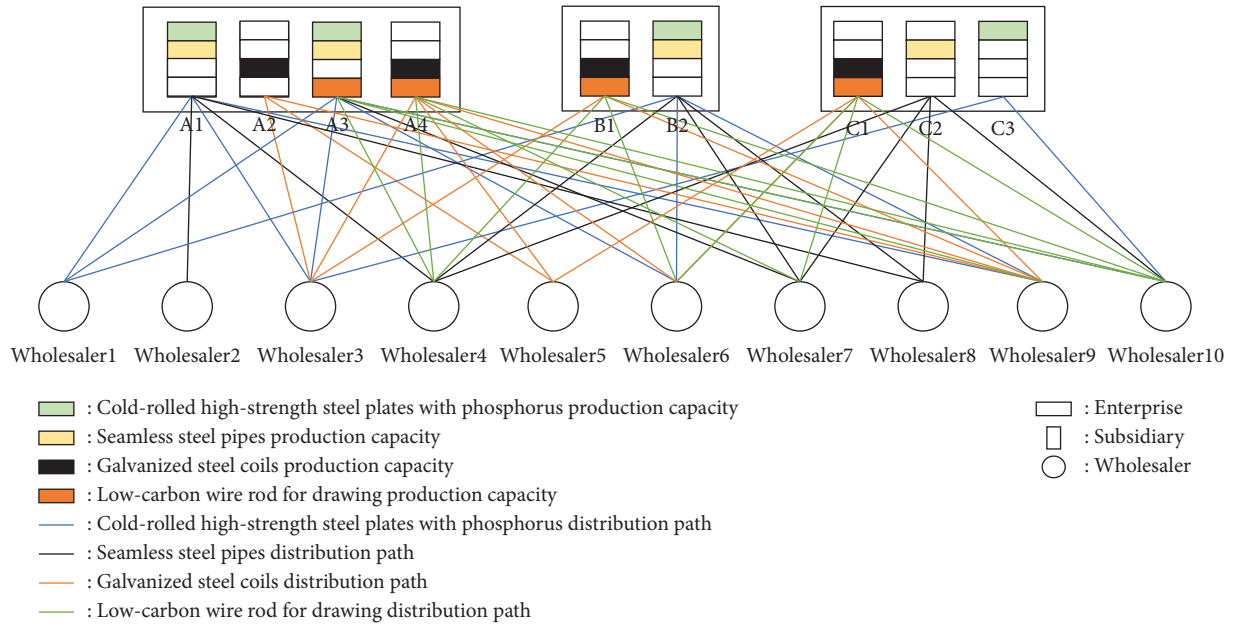 A1 A2 A3 A4 B1 B2 C1 C2 C3
Wholesaler1 Wholesaler2 Wholesaler3 Wholesaler4 Wholesaler5 Wholesaler6 Wholesaler7 Wholesaler8 Wholesaler9 Wholesaler10
: Cold-rolled high-strength steel plates with phosphorus production capacity
: Seamless steel pipes production capacity
: Galvanized steel coils production capacity
: Low-carbon wire rod for drawing production capacity
: Cold-rolled high-strength steel plates with phosphorus distribution path
: Seamless steel pipes distribution path
: Galvanized steel coils distribution path
: Low-carbon wire rod for drawing distribution path
: Enterprise
: Subsidiary
: Wholesaler